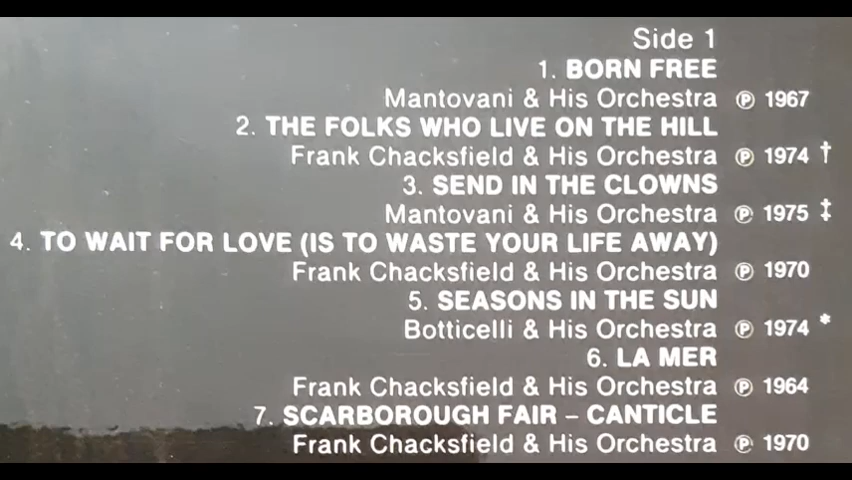 Side 1
1. BORN FREE
Mantovani & His Orchestra ℗ 1967
2. THE FOLKS WHO LIVE ON THE HILL
Frank Chacksfield & His Orchestra ℗ 1974 †
3. SEND IN THE CLOWNS
Mantovani & His Orchestra ℗ 1975 ‡
4. TO WAIT FOR LOVE (IS TO WASTE YOUR LIFE AWAY)
Frank Chacksfield & His Orchestra ℗ 1970
5. SEASONS IN THE SUN
Botticelli & His Orchestra ℗ 1974 *
6. LA MER
Frank Chacksfield & His Orchestra ℗ 1964
7. SCARBOROUGH FAIR – CANTICLE
Frank Chacksfield & His Orchestra ℗ 1970